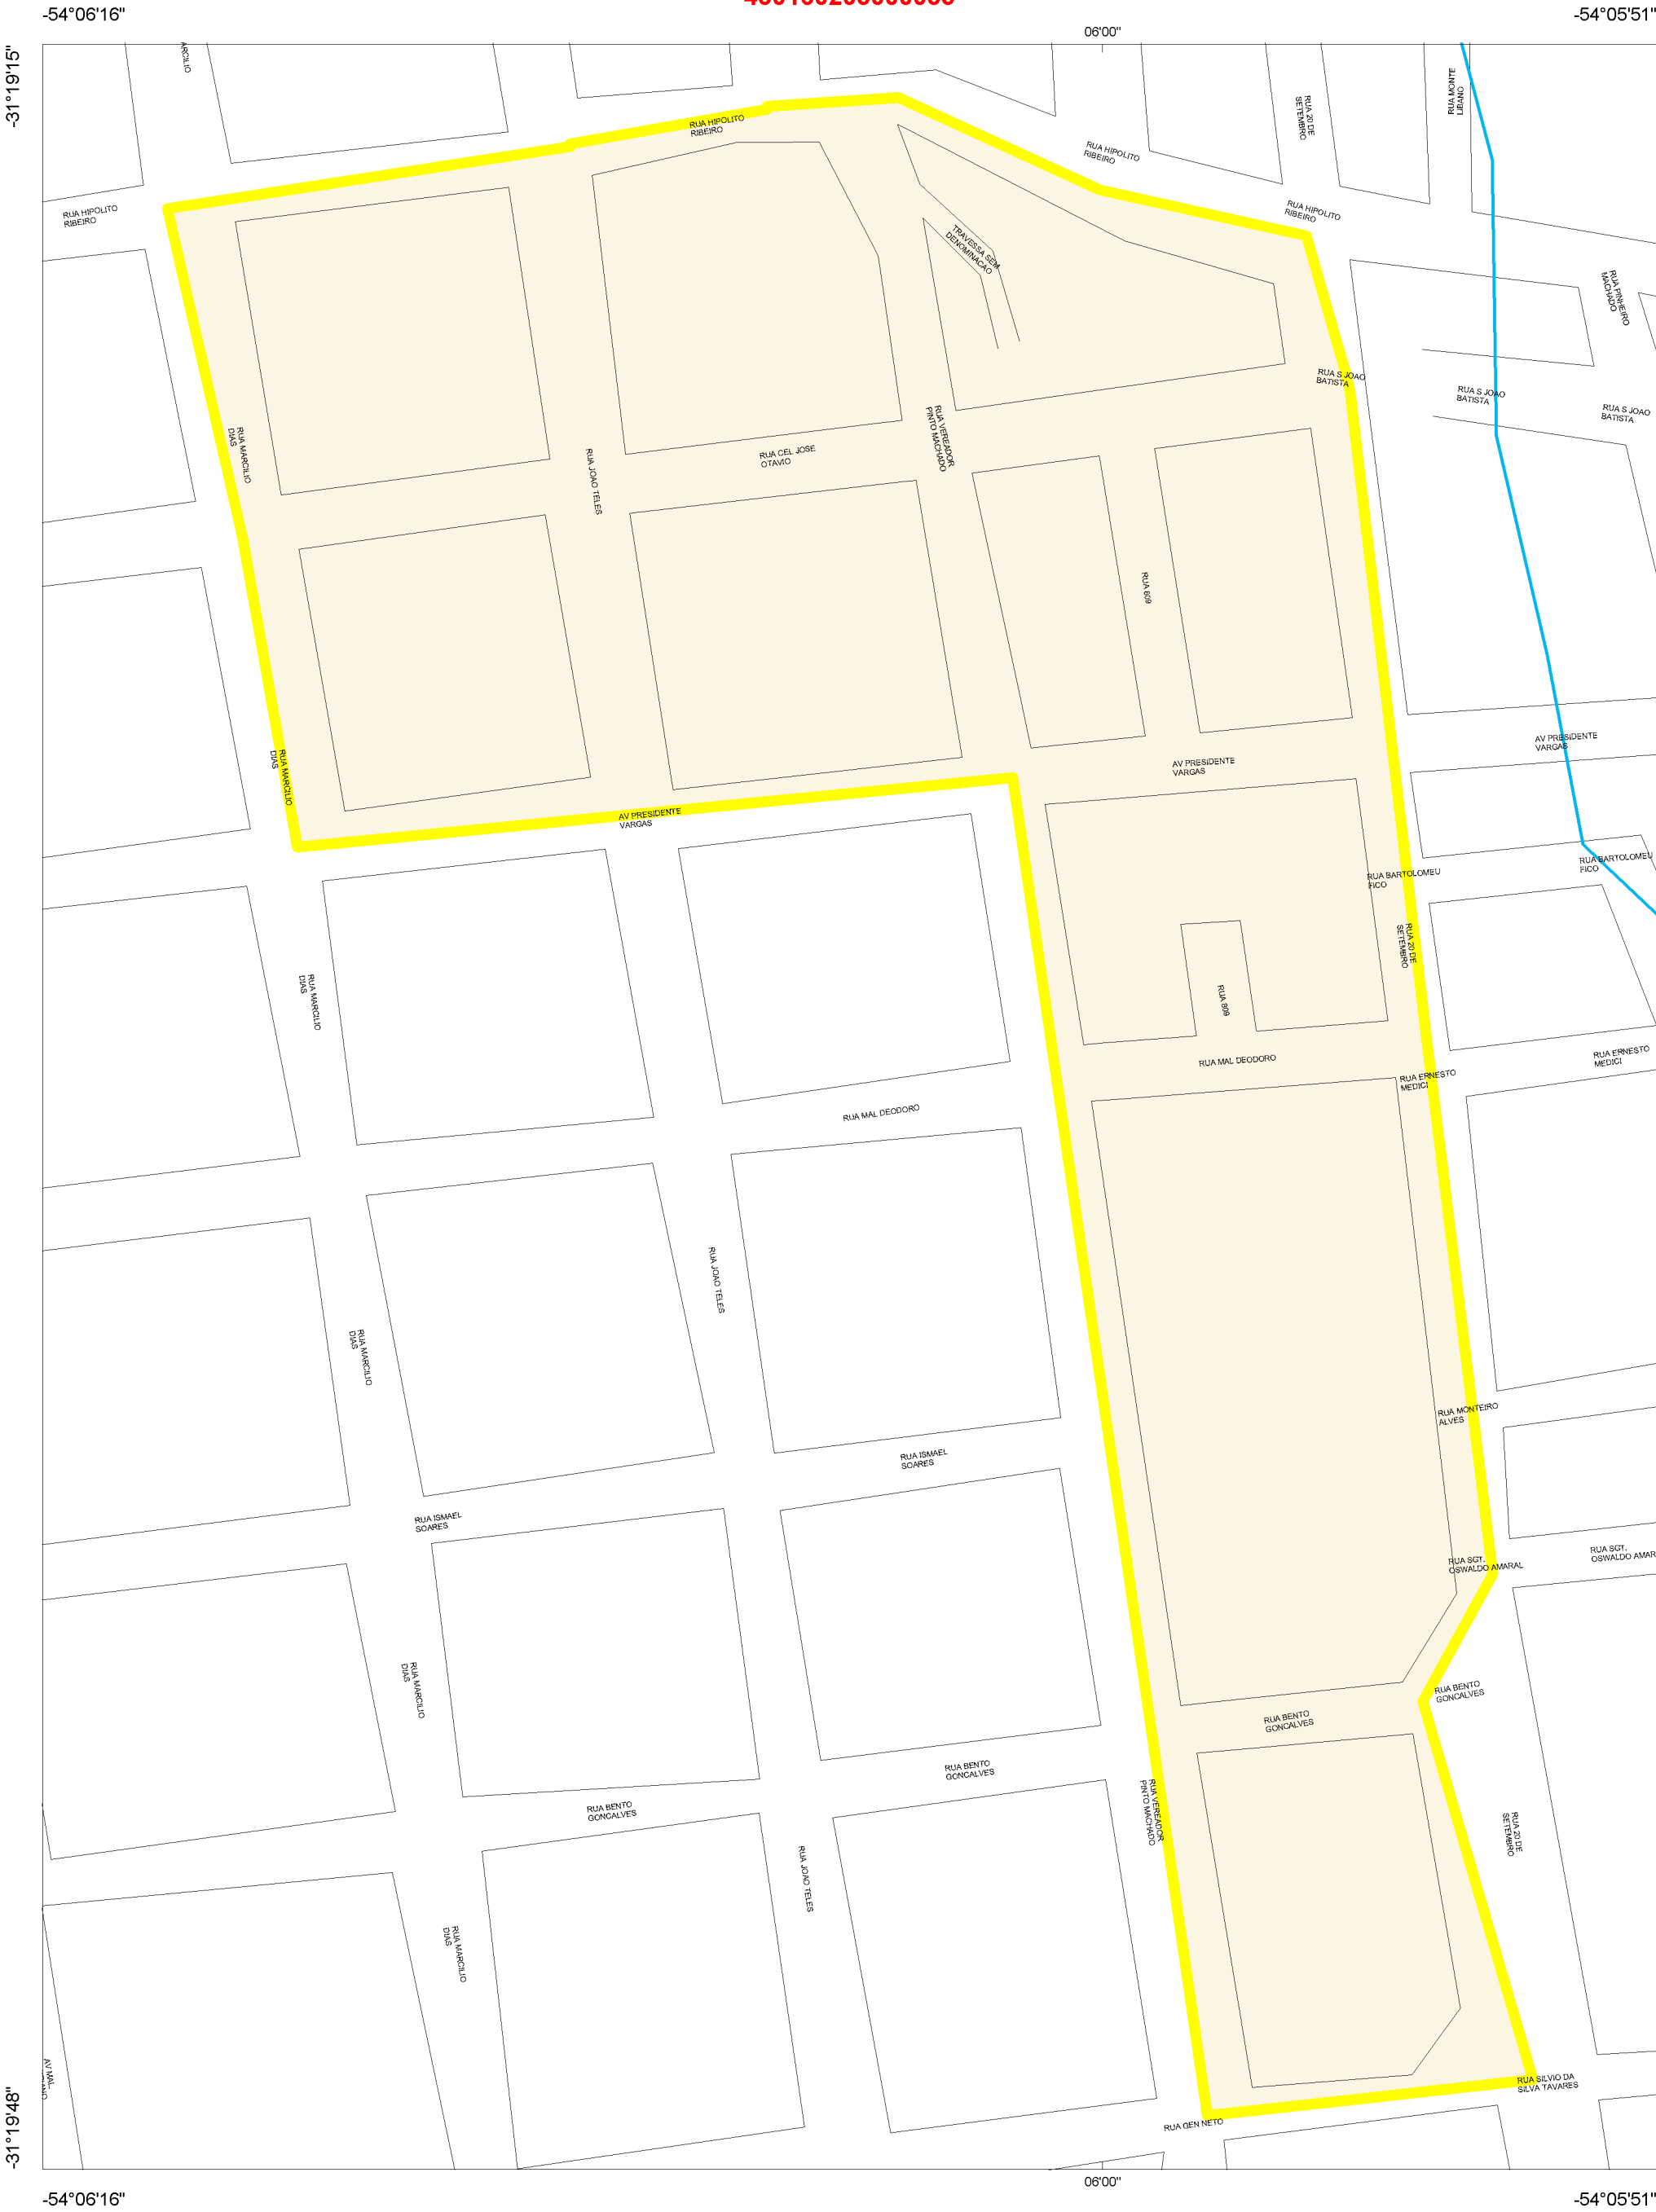 -54°06'16"
-54°05'51"
06'00"
-31°19'15"
RUA MONTE
LIBANO
RUA 20 DE
SETEMBRO
RUA HIPOLITO
RIBEIRO
RUA HIPOLITO
RIBEIRO
RUA HIPOLITO
RIBEIRO
RUA HIPOLITO
RIBEIRO
TRAVESSA SEM
DENOMINACAO
RUA PINHEIRO
MACHADO
RUA S JOAO
BATISTA
RUA S JOAO
BATISTA
RUA S JOAO
BATISTA
RUA MARCILIO
DIAS
RUA JOAO TELES
RUA CEL JOSE
OTAVIO
RUA VEREADOR
PINTO MACHADO
RUA 809
AV PRESIDENTE
VARGAS
AV PRESIDENTE
VARGAS
RUA MARCILIO
DIAS
AV PRESIDENTE
VARGAS
RUA BARTOLOMEU
FICO
RUA BARTOLOMEU
FICO
RUA 20 DE
SETEMBRO
RUA MARCILIO
DIAS
RUA 809
RUA MAL DEODORO
RUA ERNESTO
MEDICI
RUA ERNESTO
MEDICI
RUA MAL DEODORO
RUA JOAO TELES
RUA MARCILIO
DIAS
RUA MONTEIRO
ALVES
RUA ISMAEL
SOARES
RUA ISMAEL
SOARES
RUA SGT.
OSWALDO AMARAL
RUA SGT.
OSWALDO AMAR
RUA MARCILIO
DIAS
RUA BENTO
GONCALVES
RUA BENTO
GONCALVES
RUA BENTO
GONCALVES
RUA BENTO
GONCALVES
RUA VEREADOR
PINTO MACHADO
RUA 20 DE
SETEMBRO
RUA JOAO TELES
RUA MARCILIO
DIAS
AV MAL
RUA SILVIO DA
SILVA TAVARES
RUA GEN NETO
-31°19'48"
06'00"
-54°06'16"
-54°05'51"